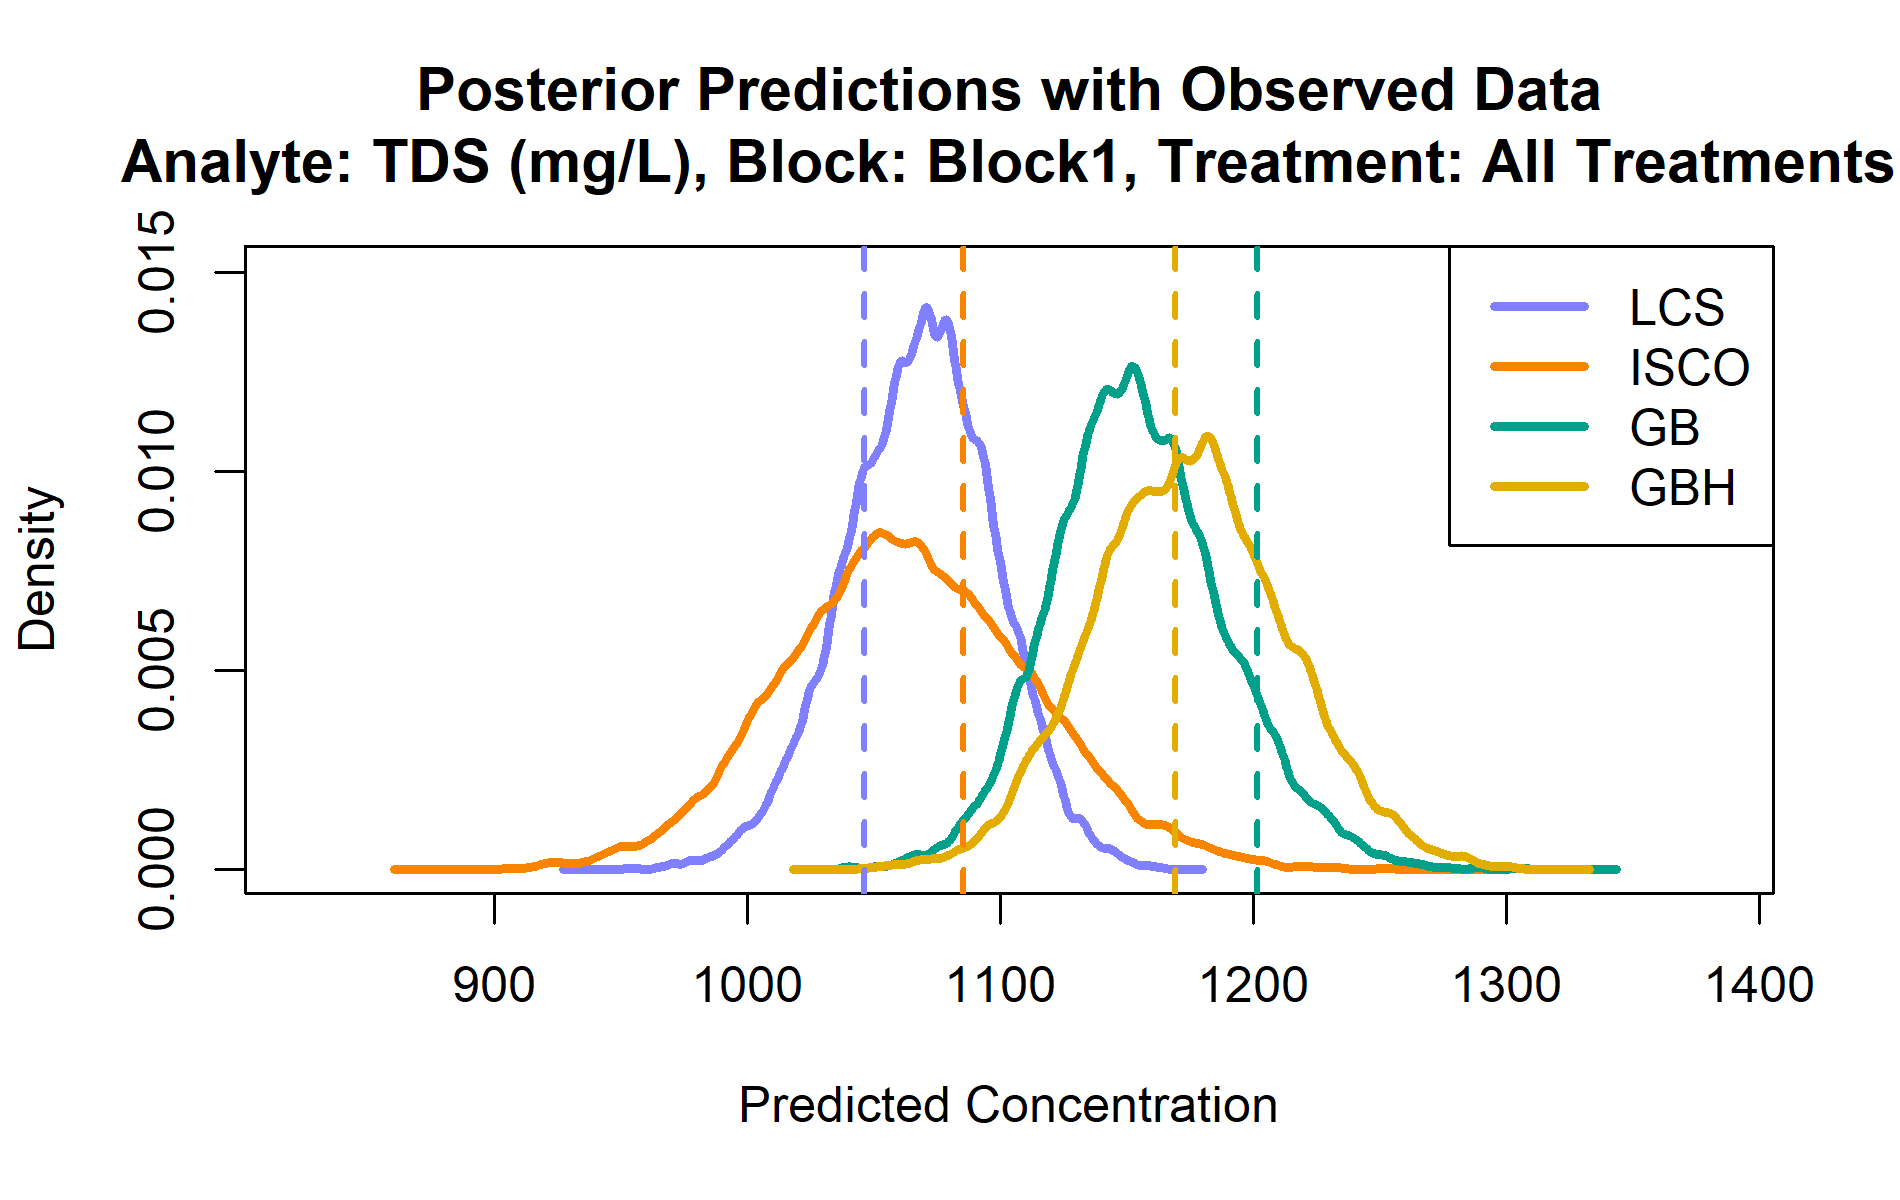 Posterior Predictions with Observed Data
Analyte: TDS (mg/L), Block: Block1, Treatment: All Treatments
LCS
ISCO
GB
GBH
Density
0.000
0.005
0.010
0.015
900
1000
1100
1200
1300
1400
Predicted Concentration